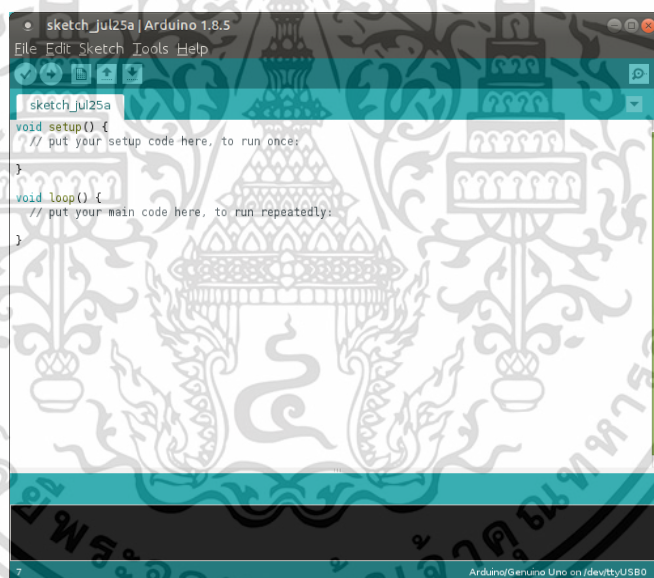 sketch_jul25a | Arduino 1.8.5
File Edit Sketch Tools Help
sketch_jul25a
void setup() {
  // put your setup code here, to run once:
}
void loop() {
  // put your main code here, to run repeatedly:
}
7 Arduino/Genuino Uno on /dev/ttyUSB0